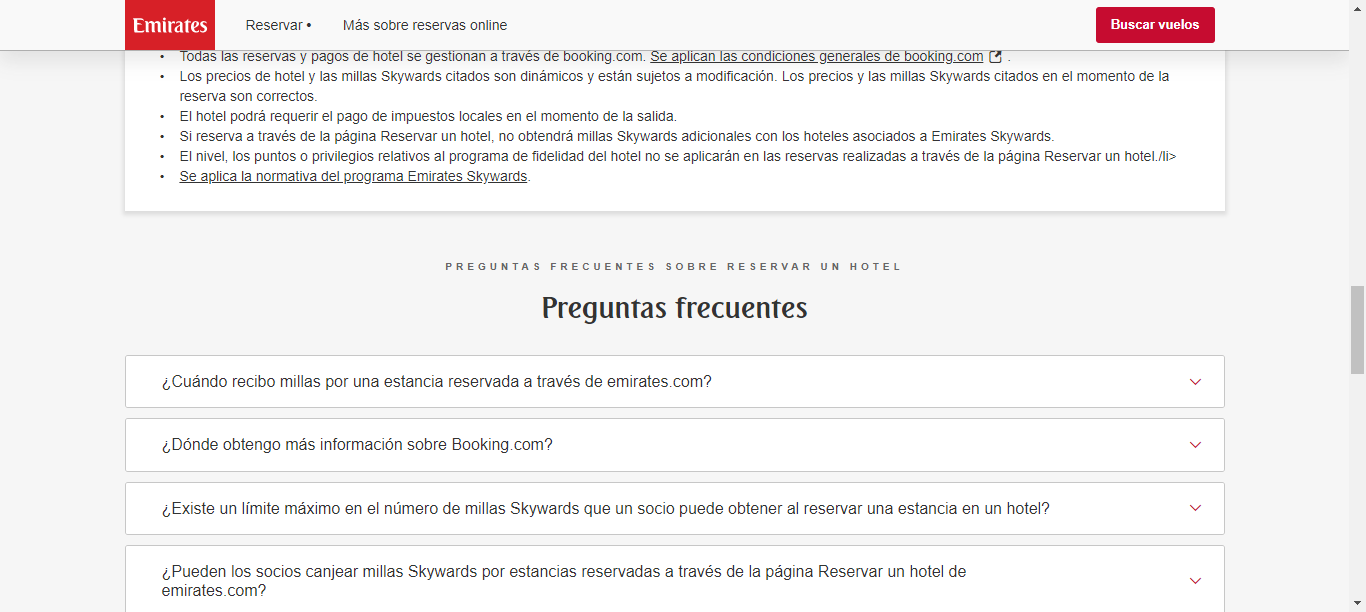 Emirates
Reservar •
Más sobre reservas online
Buscar vuelos
• Todas las reservas y pagos de hotel se gestionan a través de booking.com. Se aplican las condiciones generales de booking.com .
• Los precios de hotel y las millas Skywards citados son dinámicos y están sujetos a modificación. Los precios y las millas Skywards citados en el momento de la
reserva son correctos.
• El hotel podrá requerir el pago de impuestos locales en el momento de la salida.
• Si reserva a través de la página Reservar un hotel, no obtendrá millas Skywards adicionales con los hoteles asociados a Emirates Skywards.
• El nivel, los puntos o privilegios relativos al programa de fidelidad del hotel no se aplicarán en las reservas realizadas a través de la página Reservar un hotel./li>
• Se aplica la normativa del programa Emirates Skywards.
PREGUNTAS FRECUENTES SOBRE RESERVAR UN HOTEL
Preguntas frecuentes
¿Cuándo recibo millas por una estancia reservada a través de emirates.com?
¿Dónde obtengo más información sobre Booking.com?
¿Existe un límite máximo en el número de millas Skywards que un socio puede obtener al reservar una estancia en un hotel?
¿Pueden los socios canjear millas Skywards por estancias reservadas a través de la página Reservar un hotel de
emirates.com?